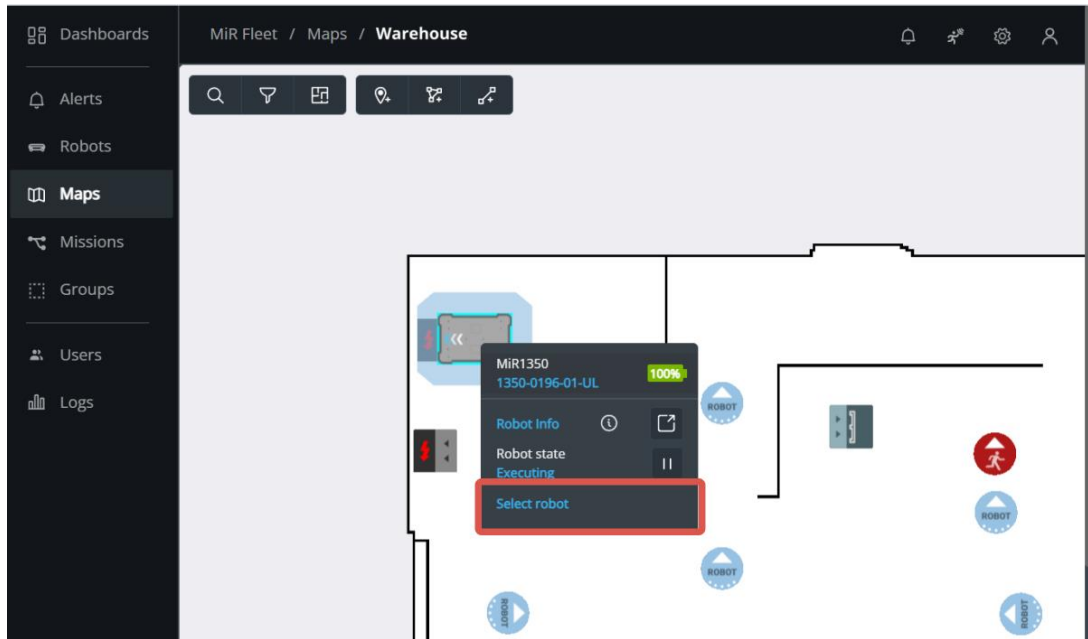 Dashboards
MiR Fleet / Maps / Warehouse
Alerts
Robots
Maps
Missions
Groups
Users
Logs
MiR1350
1350-0196-01-UL
100%
Robot Info
Robot state
Executing
Select robot
ROBOT
ROBOT
ROBOT
ROBOT
ROBOT